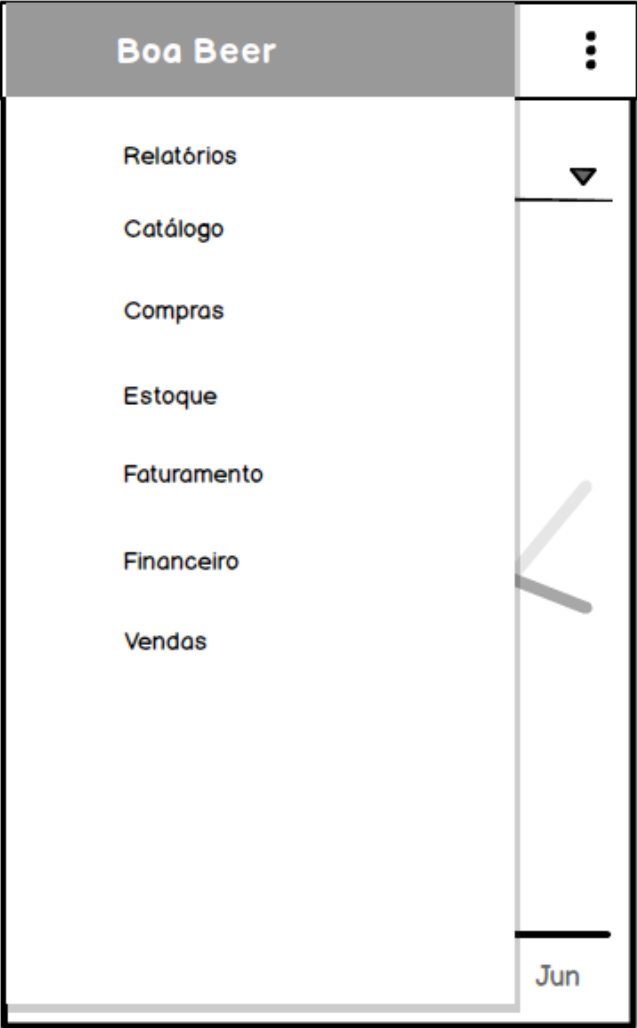 Boa Beer
Relatórios
Catálogo
Compras
Estoque
Faturamento
Financeiro
Vendas
Jun